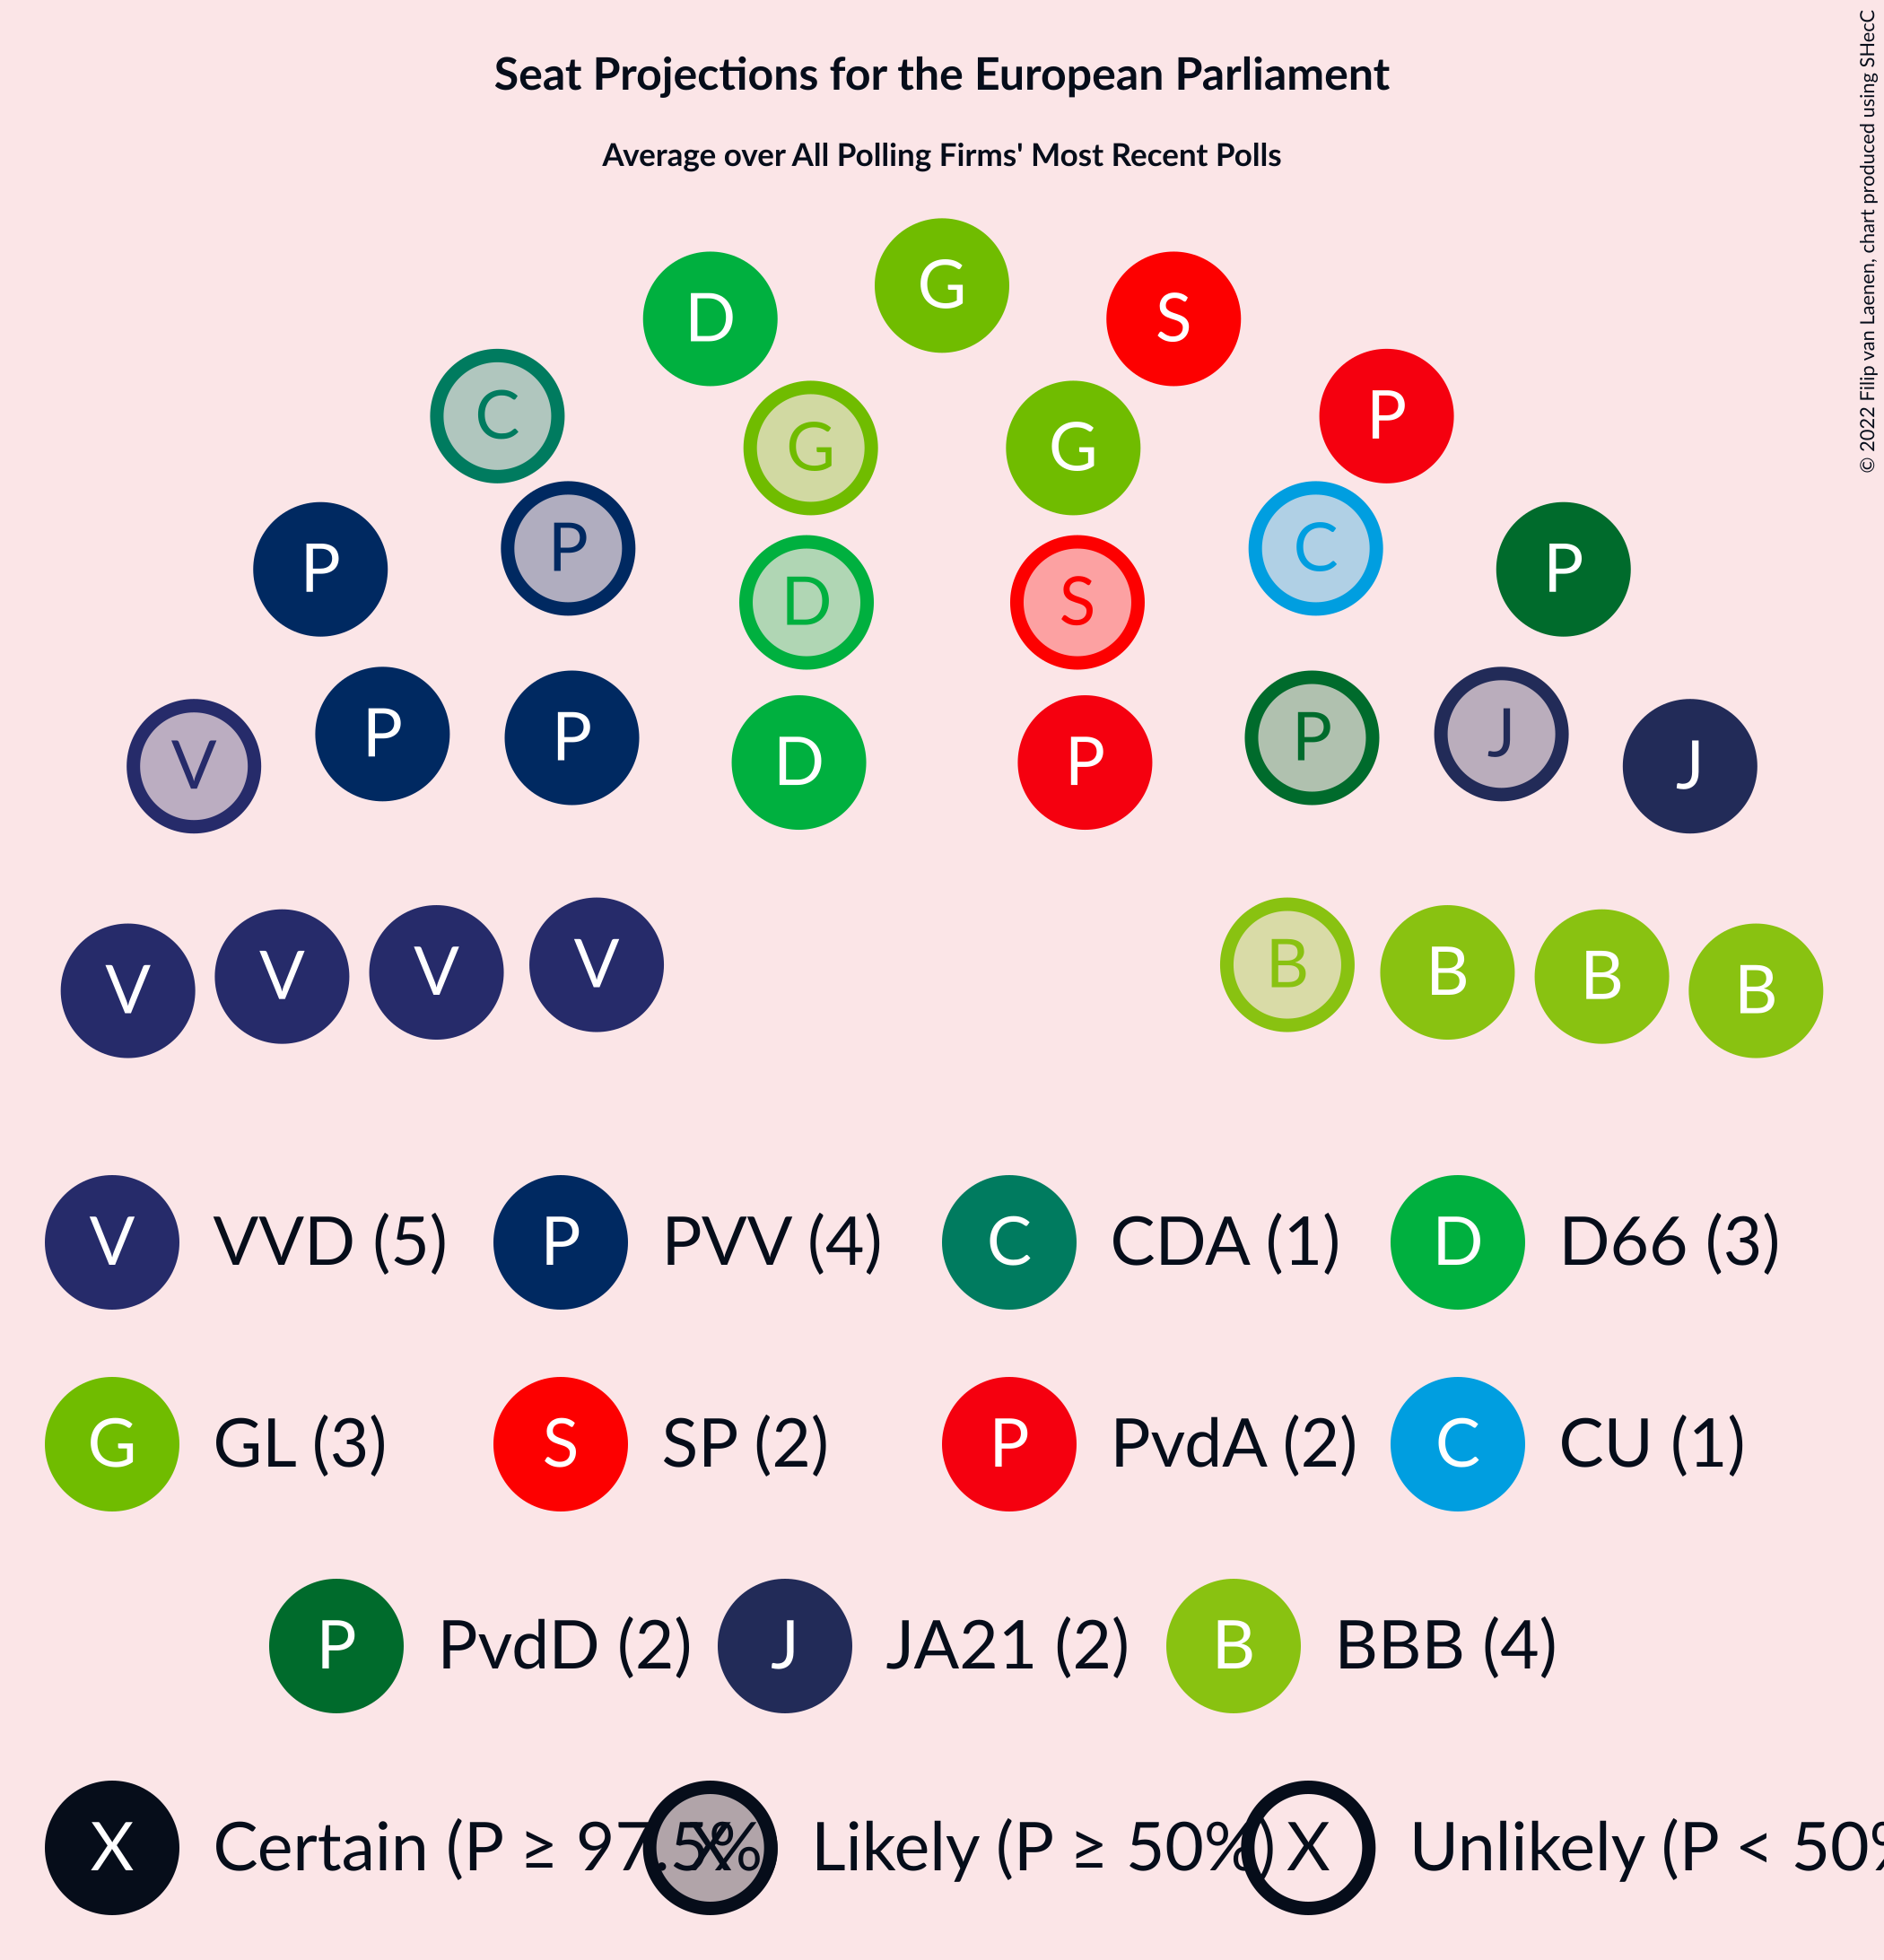 Seat Projections for the European Parliament
Average over All Polling Firms' Most Recent Polls
© 2022 Filip van Laenen, chart produced using SHecC
G
D S
C P
G G
P P C P
D S
V P P D P P J J
V V V V B B B B
V VVD (5) P PVV (4) C CDA (1) D D66 (3)
G GL (3) S SP (2) P PvdA (2) C CU (1)
P PvdD (2) J JA21 (2) B BBB (4)
X Certain (P ≥ 97.5% X Likely (P ≥ 50%) X Unlikely (P < 50%